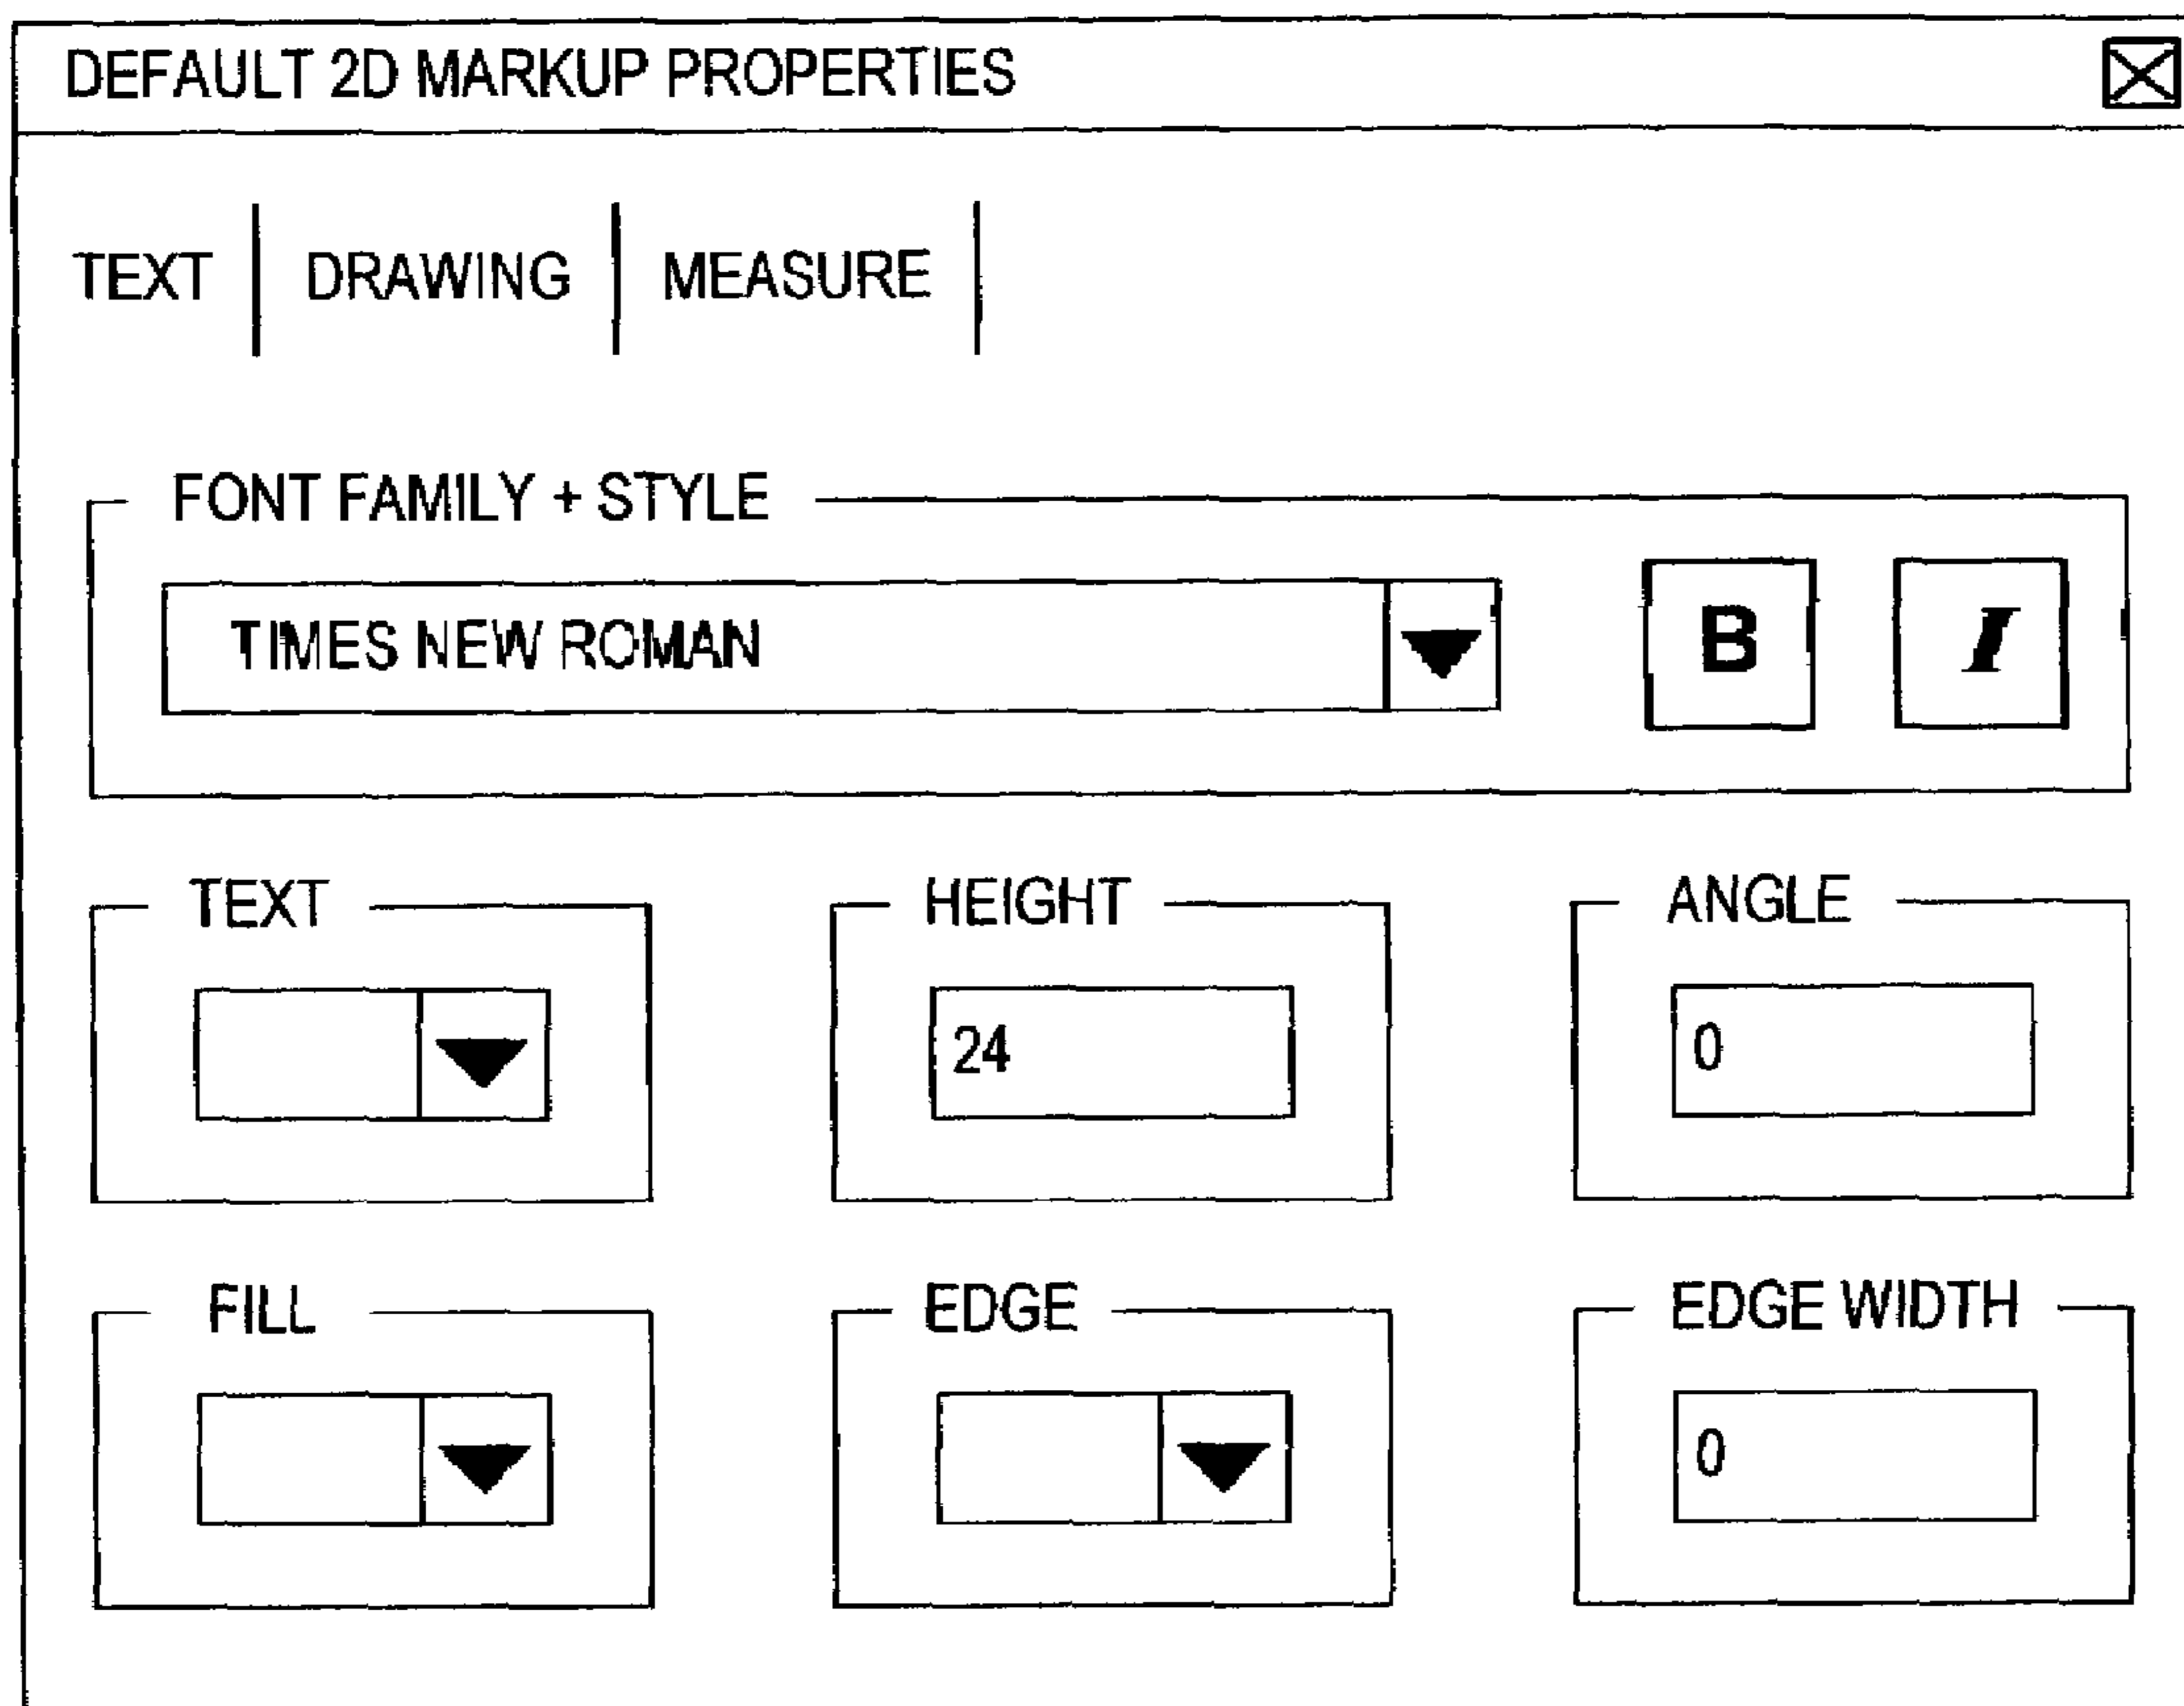 DEFAULT 2D MARKUP PROPERTIES
TEXT DRAWING MEASURE
FONT FAMILY + STYLE
TIMES NEW ROMAN B I
TEXT HEIGHT ANGLE
24 0
FILL EDGE EDGE WIDTH
0